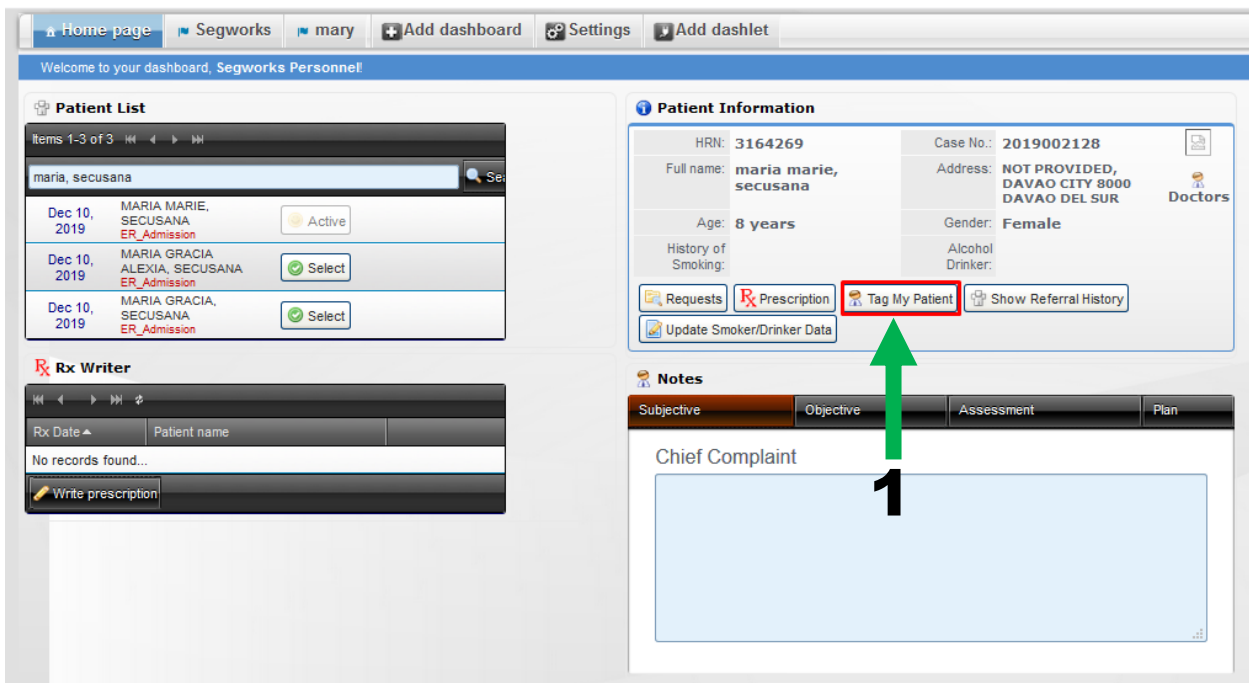 Home page Segworks mary Add dashboard Settings Add dashlet
Welcome to your dashboard, Segworks Personnel!
Patient List
Items 1-3 of 3
maria, secusana Sea
Dec 10, 2019
MARIA MARIE, SECUSANA
ER_Admission
Active
Dec 10, 2019
MARIA GRACIA
ALEXIA, SECUSANA
ER_Admission
Select
Dec 10, 2019
MARIA GRACIA,
SECUSANA
ER_Admission
Select
Rx Rx Writer
Rx Date Patient name
No records found...
Write prescription
Patient Information
HRN: 3164269 Case No.: 2019002128
Full name: maria marie,
secusana
Address: NOT PROVIDED,
DAVAO CITY 8000
DAVAO DEL SUR
Doctors
Age: 8 years Gender: Female
History of
Smoking:
Alcohol
Drinker:
Requests Rx Prescription Tag My Patient Show Referral History
Update Smoker/Drinker Data
Notes
Subjective Objective Assessment Plan
Chief Complaint
1